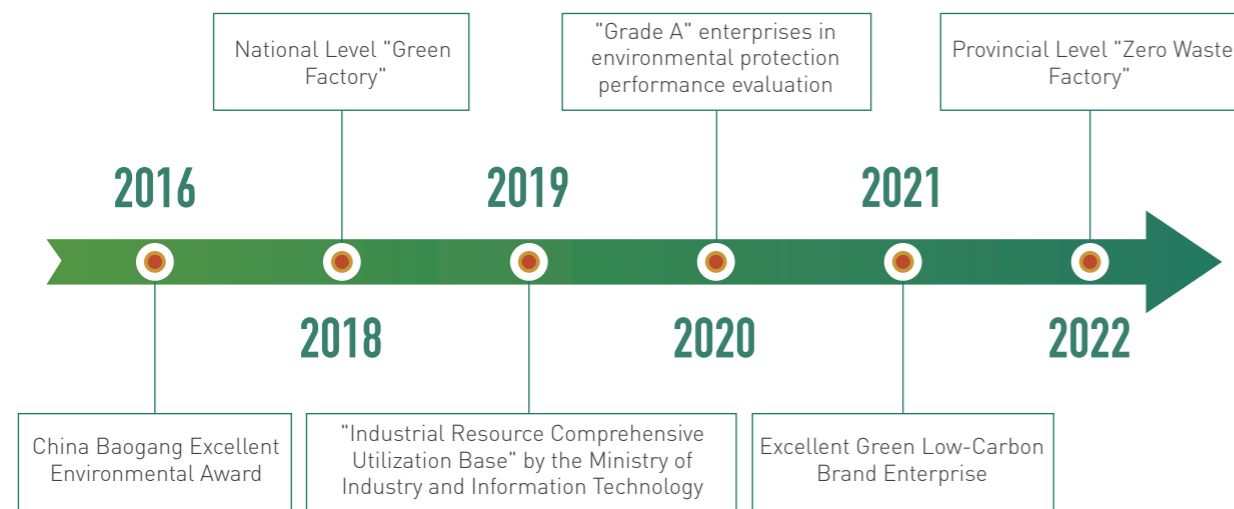 National Level "Green
Factory"
"Grade A" enterprises in
environmental protection
performance evaluation
Provincial Level "Zero Waste
Factory"
2016
2019
2021
2018
2020
2022
China Baogang Excellent
Environmental Award
"Industrial Resource Comprehensive
Utilization Base" by the Ministry of
Industry and Information Technology
Excellent Green Low-Carbon
Brand Enterprise